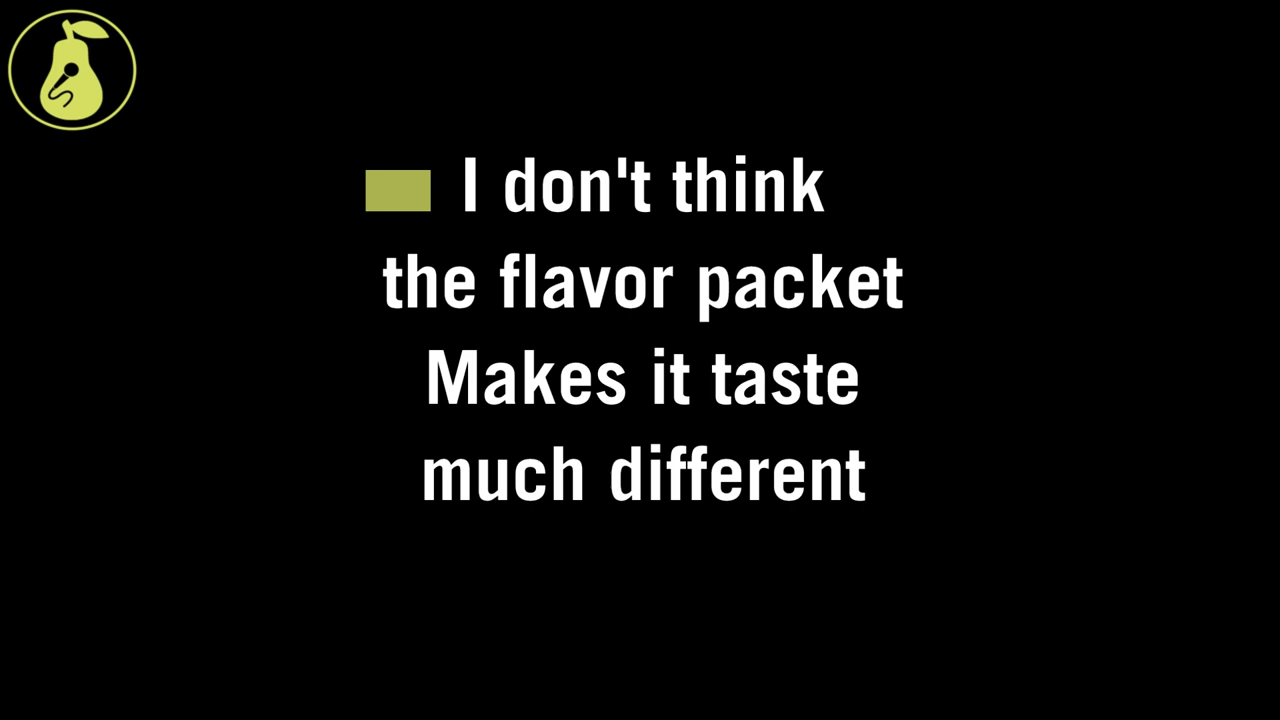 I don't think
the flavor packet
Makes it taste
much different